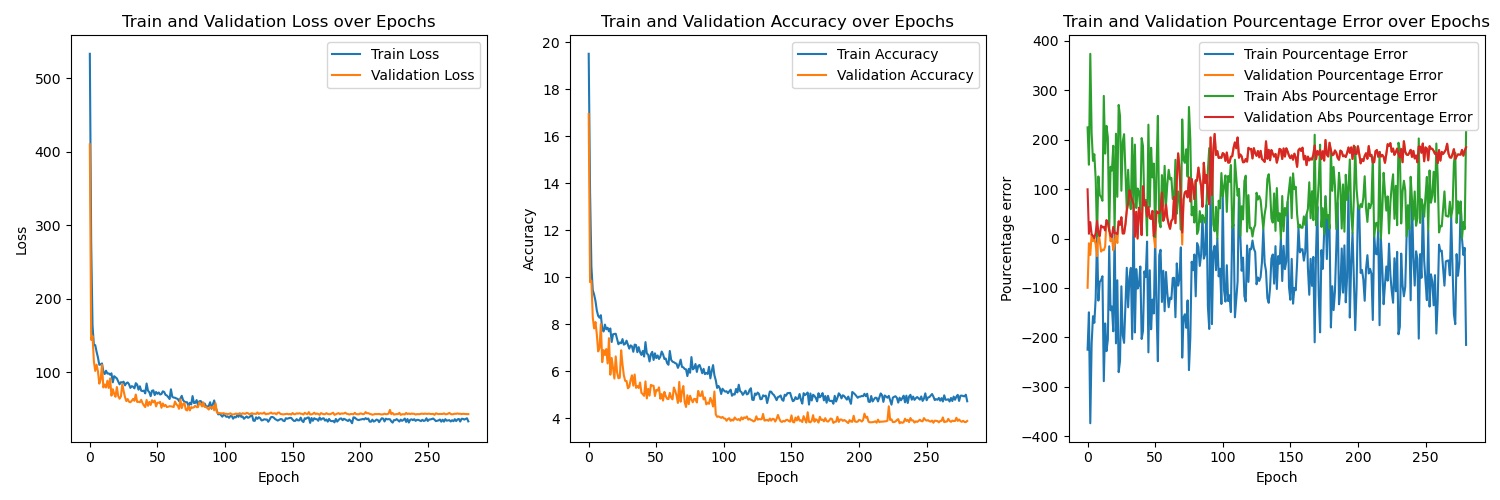 Train and Validation Loss over Epochs
Train Loss
Validation Loss
500
400
300
200
100
Loss
0
50
100
150
200
250
Epoch
Train and Validation Accuracy over Epochs
Train Accuracy
Validation Accuracy
20
18
16
14
12
10
8
6
4
Accuracy
0
50
100
150
200
250
Epoch
Train and Validation Pourcentage Error over Epochs
Train Pourcentage Error
Validation Pourcentage Error
Train Abs Pourcentage Error
Validation Abs Pourcentage Error
400
300
200
100
0
−100
−200
−300
−400
Pourcentage error
0
50
100
150
200
250
Epoch